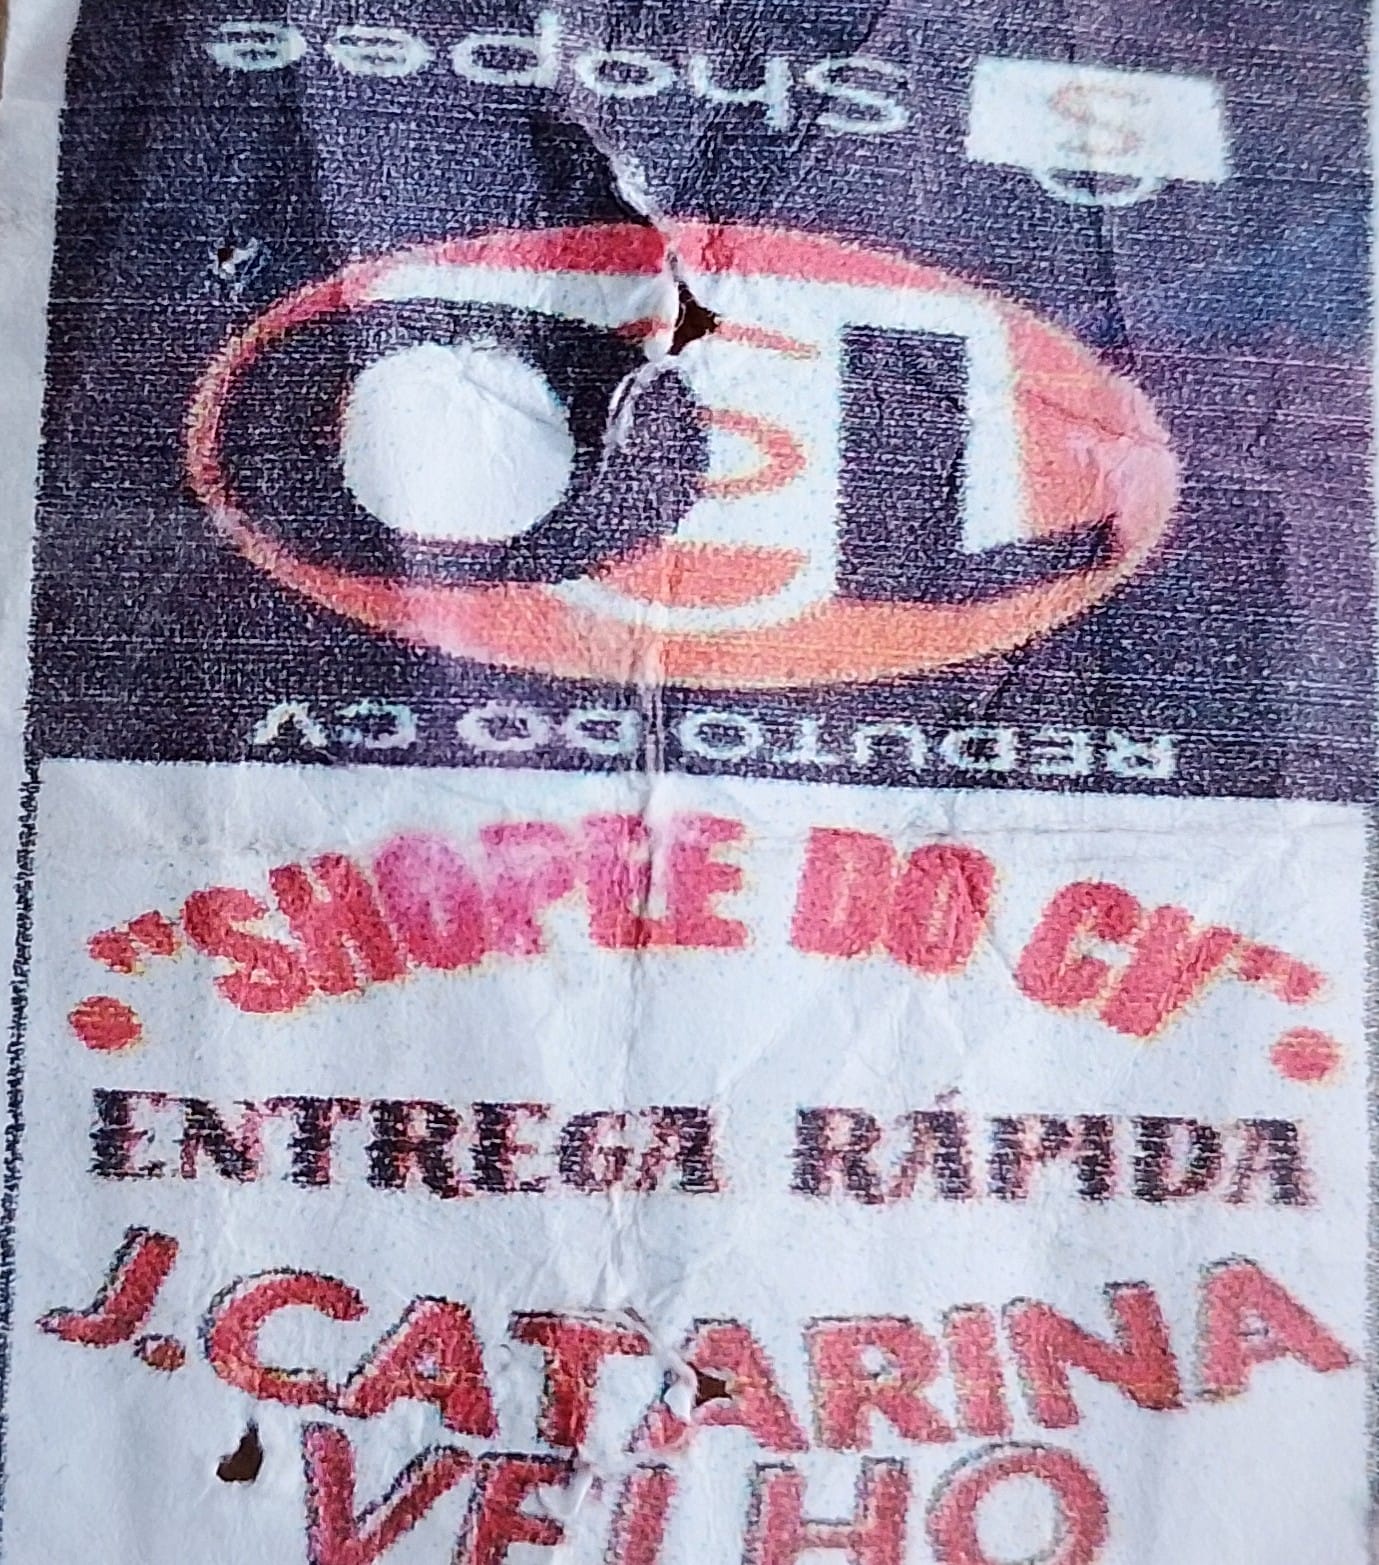 S Shopee
REDUTO DO CV
"SHOPEE DO CV"
ENTREGA RÁPIDA
J. CATARINA
VELHO